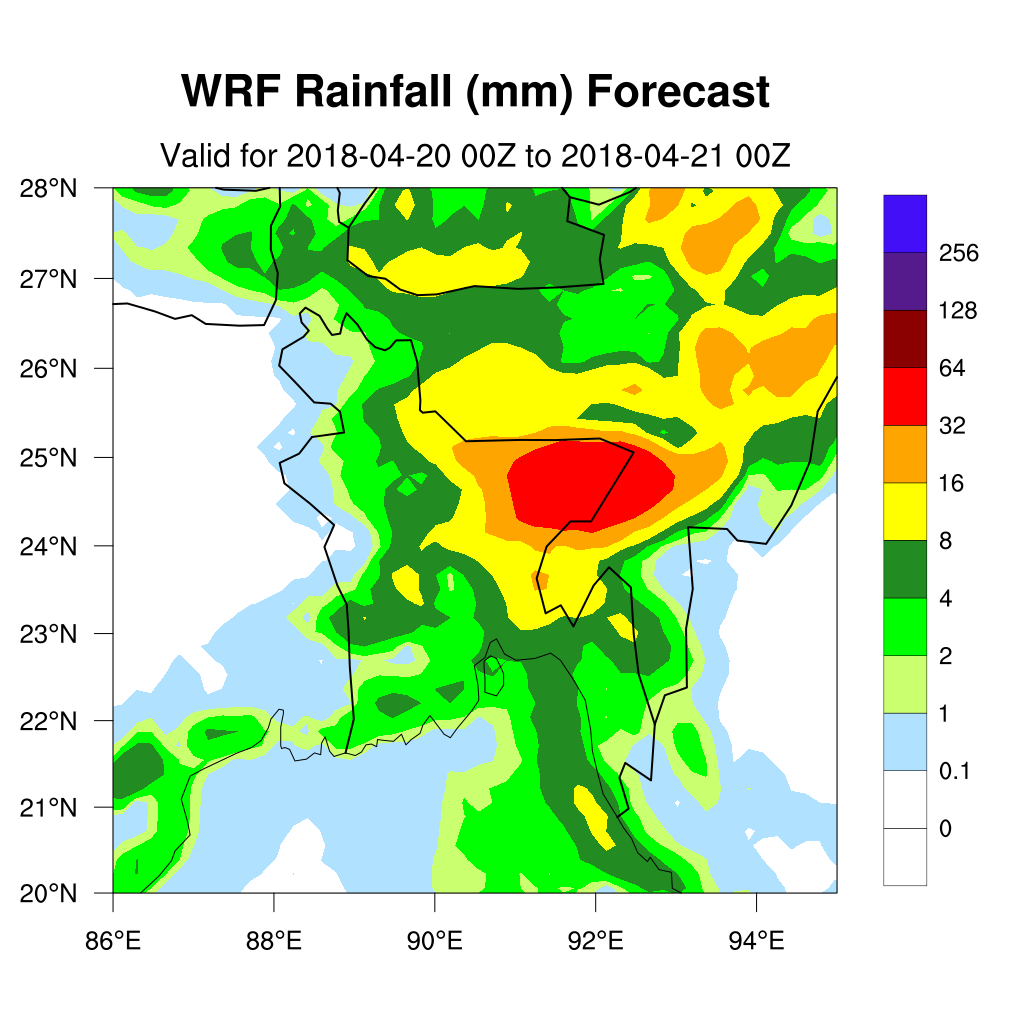 WRF Rainfall (mm) Forecast
Valid for 2018-04-20 00Z to 2018-04-21 00Z
28°N
27°N
26°N
25°N
24°N
23°N
22°N
21°N
20°N
86°E
88°E
90°E
92°E
94°E
256
128
64
32
16
8
4
2
1
0.1
0